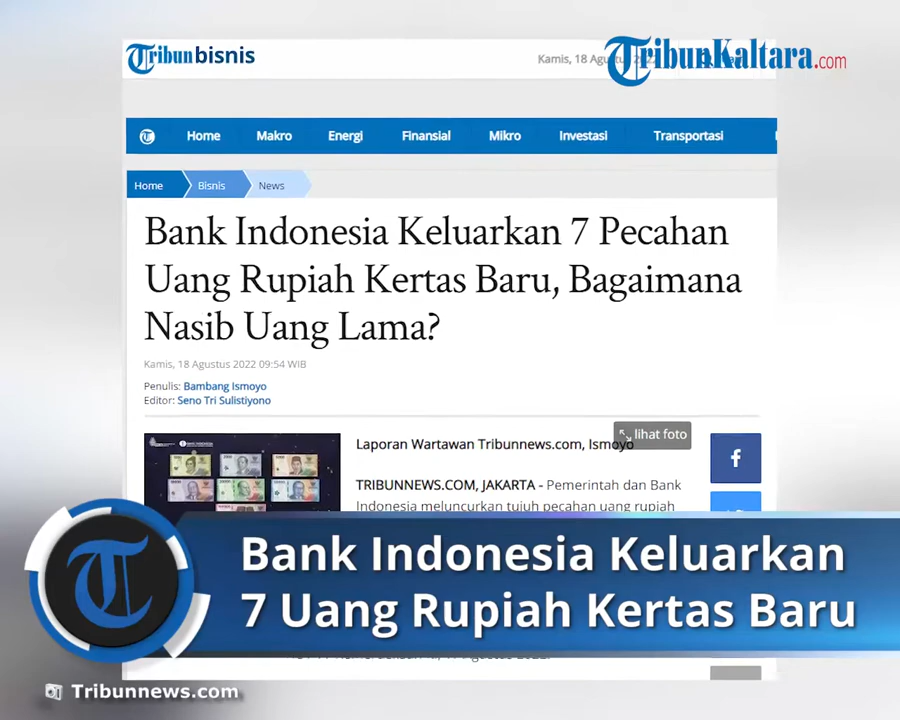 Tribunbisnis
Kamis, 18 Agustus 2022
TribunKaltara.com
Home Makro Energi Finansial Mikro Investasi Transportasi
Home Bisnis News
Bank Indonesia Keluarkan 7 Pecahan
Uang Rupiah Kertas Baru, Bagaimana
Nasib Uang Lama?
Kamis, 18 Agustus 2022 09:54 WIB
Penulis: Bambang Ismoyo
Editor: Seno Tri Sulistiyono
lihat foto
Laporan Wartawan Tribunnews.com, Ismoyo
TRIBUNNEWS.COM, JAKARTA - Pemerintah dan Bank
Indonesia meluncurkan tujuh pecahan uang rupiah
Bank Indonesia Keluarkan
7 Uang Rupiah Kertas Baru
Tribunnews.com